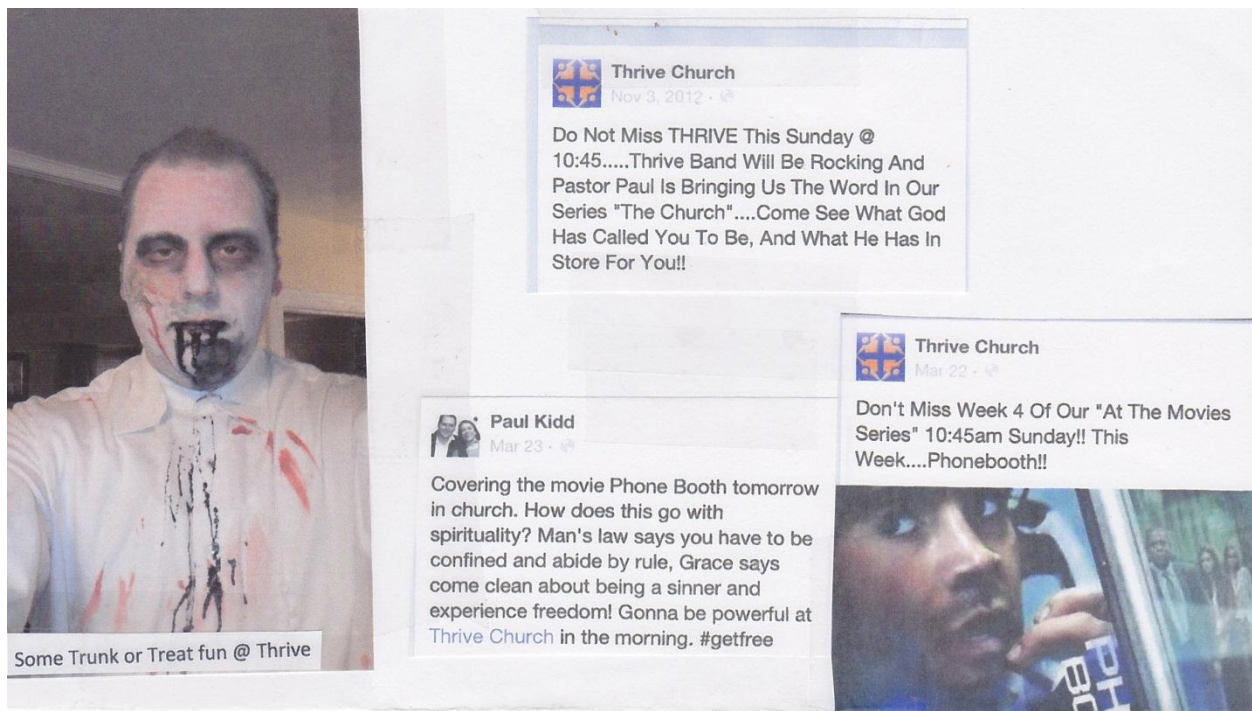 Thrive Church
Nov 3, 2012
Do Not Miss THRIVE This Sunday @
10:45.....Thrive Band Will Be Rocking And
Pastor Paul Is Bringing Us The Word In Our
Series "The Church"....Come See What God
Has Called You To Be, And What He Has In
Store For You!!
Thrive Church
Mar 22
Don't Miss Week 4 Of Our "At The Movies
Series" 10:45am Sunday!! This
Week....Phonebooth!!
PH
BO
Paul Kidd
Mar 23
Covering the movie Phone Booth tomorrow
in church. How does this go with
spirituality? Man's law says you have to be
confined and abide by rule, Grace says
come clean about being a sinner and
experience freedom! Gonna be powerful at
Thrive Church in the morning. #getfree
Some Trunk or Treat fun @ Thrive